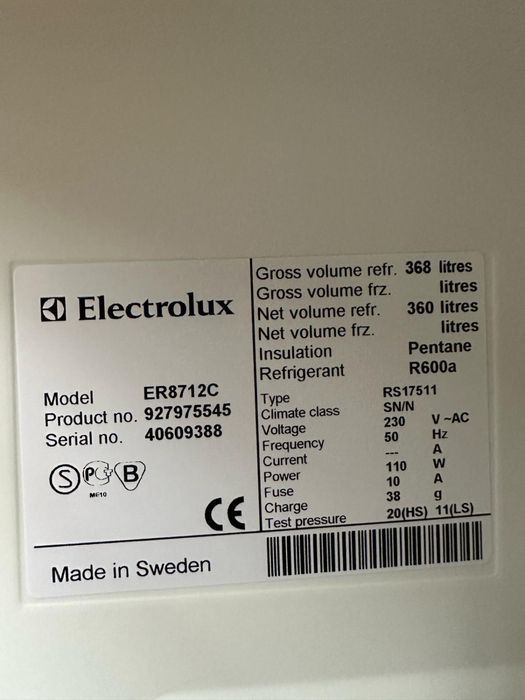 Electrolux
Model ER8712C
Product no. 927975545
Serial no. 40609388
S PCT B
ME10
CE
Made in Sweden
Gross volume refr. 368 litres
Gross volume frz. litres
Net volume refr. 360 litres
Net volume frz. litres
Insulation Pentane
Refrigerant R600a
Type RS17511
Climate class SN/N
Voltage 230 V ~AC
Frequency 50 Hz
Current --- A
Power 110 W
Fuse 10 A
Charge 38 g
Test pressure 20(HS) 11(LS)